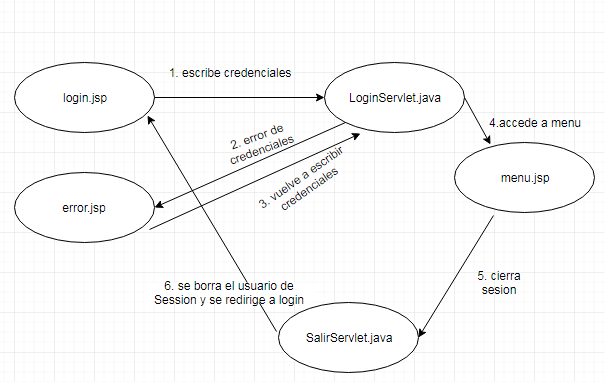 1. escribe credenciales
login.jsp
LoginServlet.java
2. error de
credenciales
4.accede a menu
3. vuelve a escribir
credenciales
error.jsp
menu.jsp
6. se borra el usuario de
Session y se redirige a login
5. cierra
sesion
SalirServlet.java